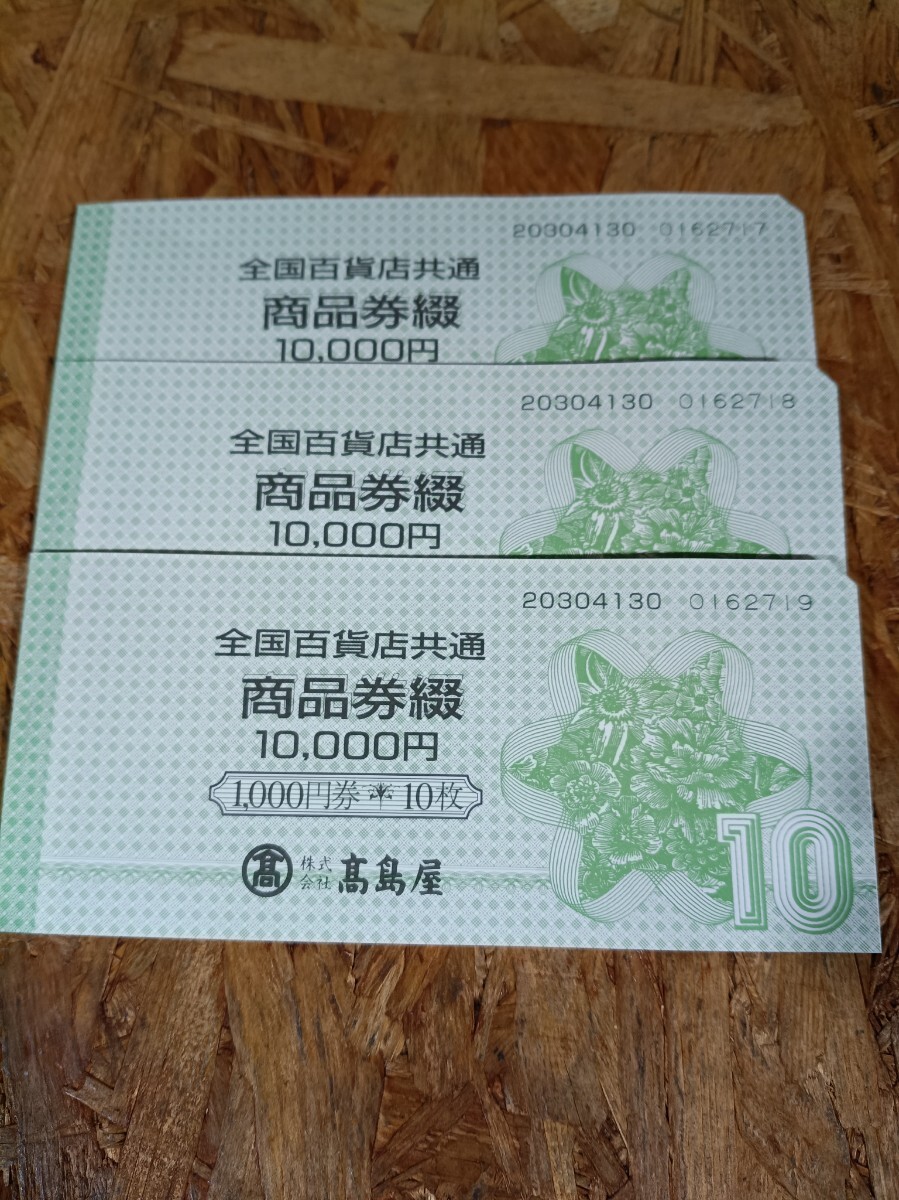 20304130 0162717
全国百貨店共通
商品券綴
10,000円
20304130 0162718
全国百貨店共通
商品券綴
10,000円
20304130 0162719
全国百貨店共通
商品券綴
10,000円
1,000円券 10枚
髙 株式会社 髙島屋
10